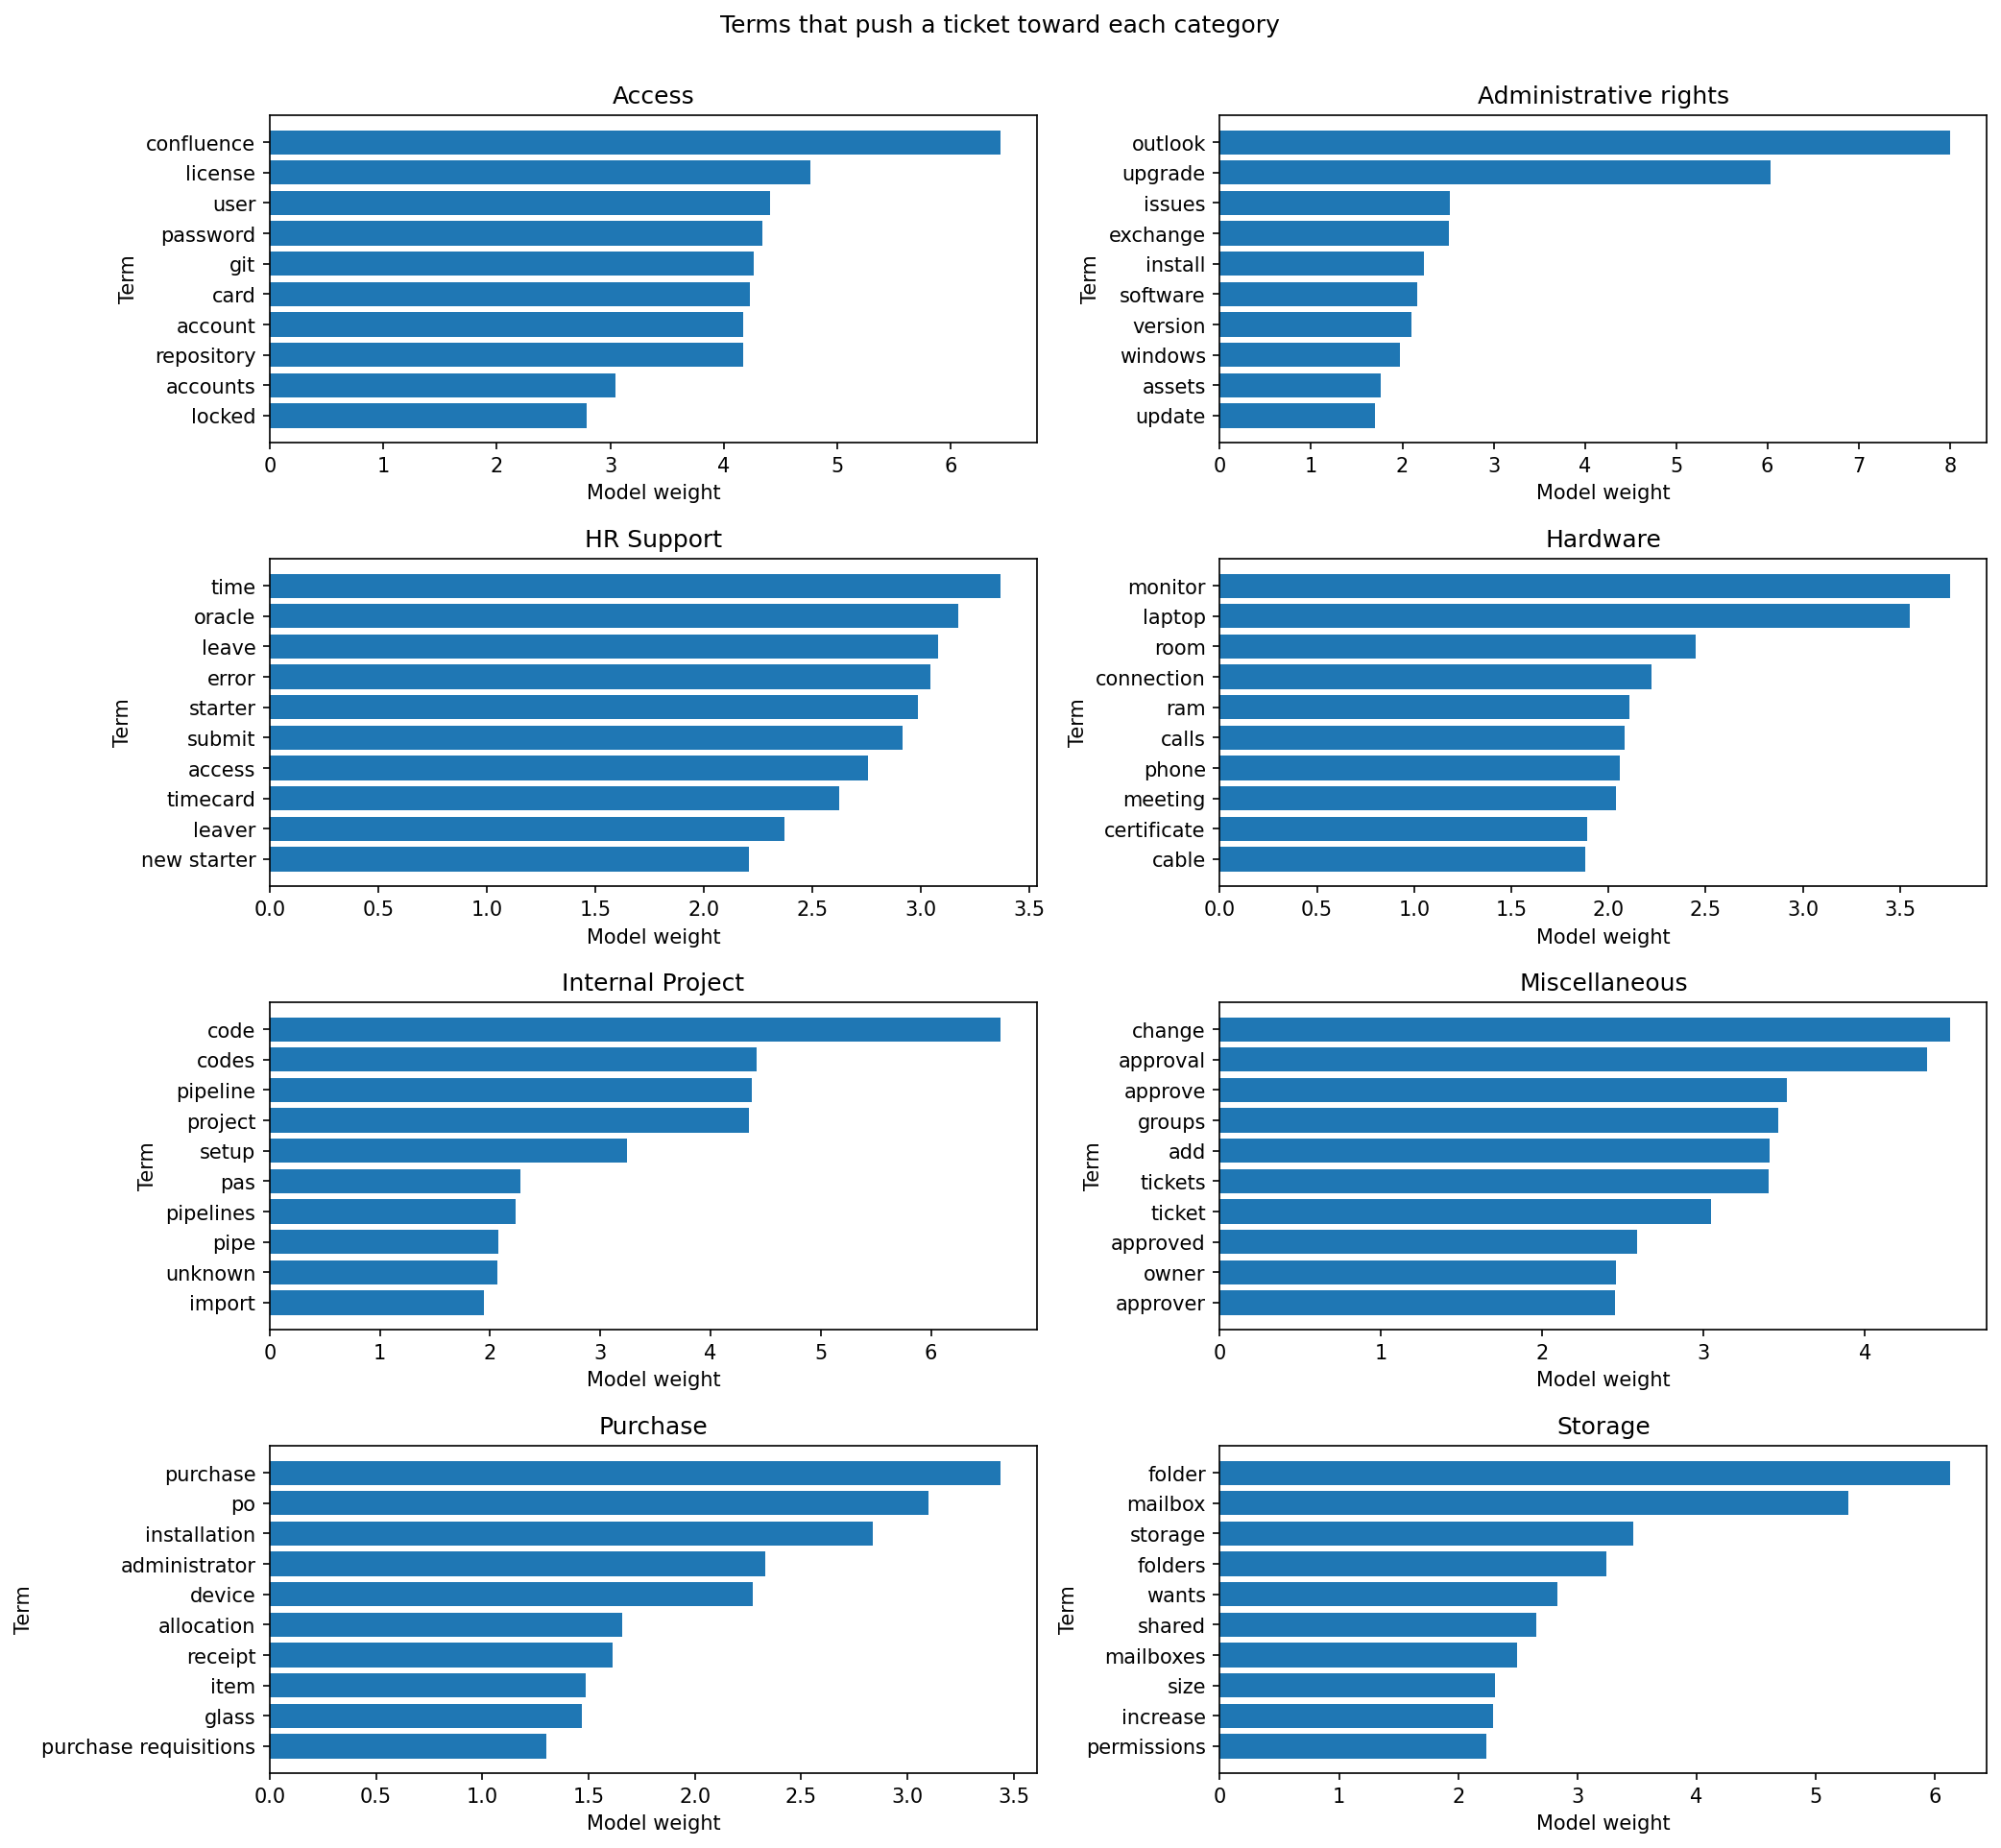 Terms that push a ticket toward each category
Access
Term
confluence
license
user
password
git
card
account
repository
accounts
locked
0 1 2 3 4 5 6
Model weight
Administrative rights
Term
outlook
upgrade
issues
exchange
install
software
version
windows
assets
update
0 1 2 3 4 5 6 7 8
Model weight
HR Support
Term
time
oracle
leave
error
starter
submit
access
timecard
leaver
new starter
0.0 0.5 1.0 1.5 2.0 2.5 3.0 3.5
Model weight
Hardware
Term
monitor
laptop
room
connection
ram
calls
phone
meeting
certificate
cable
0.0 0.5 1.0 1.5 2.0 2.5 3.0 3.5
Model weight
Internal Project
Term
code
codes
pipeline
project
setup
pas
pipelines
pipe
unknown
import
0 1 2 3 4 5 6
Model weight
Miscellaneous
Term
change
approval
approve
groups
add
tickets
ticket
approved
owner
approver
0 1 2 3 4
Model weight
Purchase
Term
purchase
po
installation
administrator
device
allocation
receipt
item
glass
purchase requisitions
0.0 0.5 1.0 1.5 2.0 2.5 3.0 3.5
Model weight
Storage
Term
folder
mailbox
storage
folders
wants
shared
mailboxes
size
increase
permissions
0 1 2 3 4 5 6
Model weight